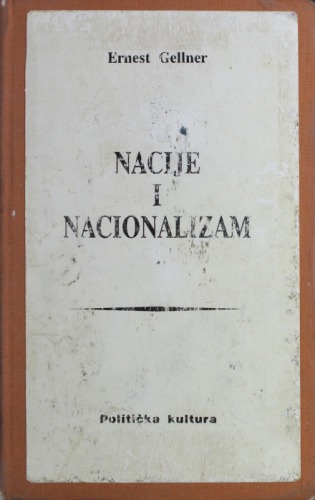 Ernest Gellner
NACIJE
I
NACIONALIZAM
Politička kultura